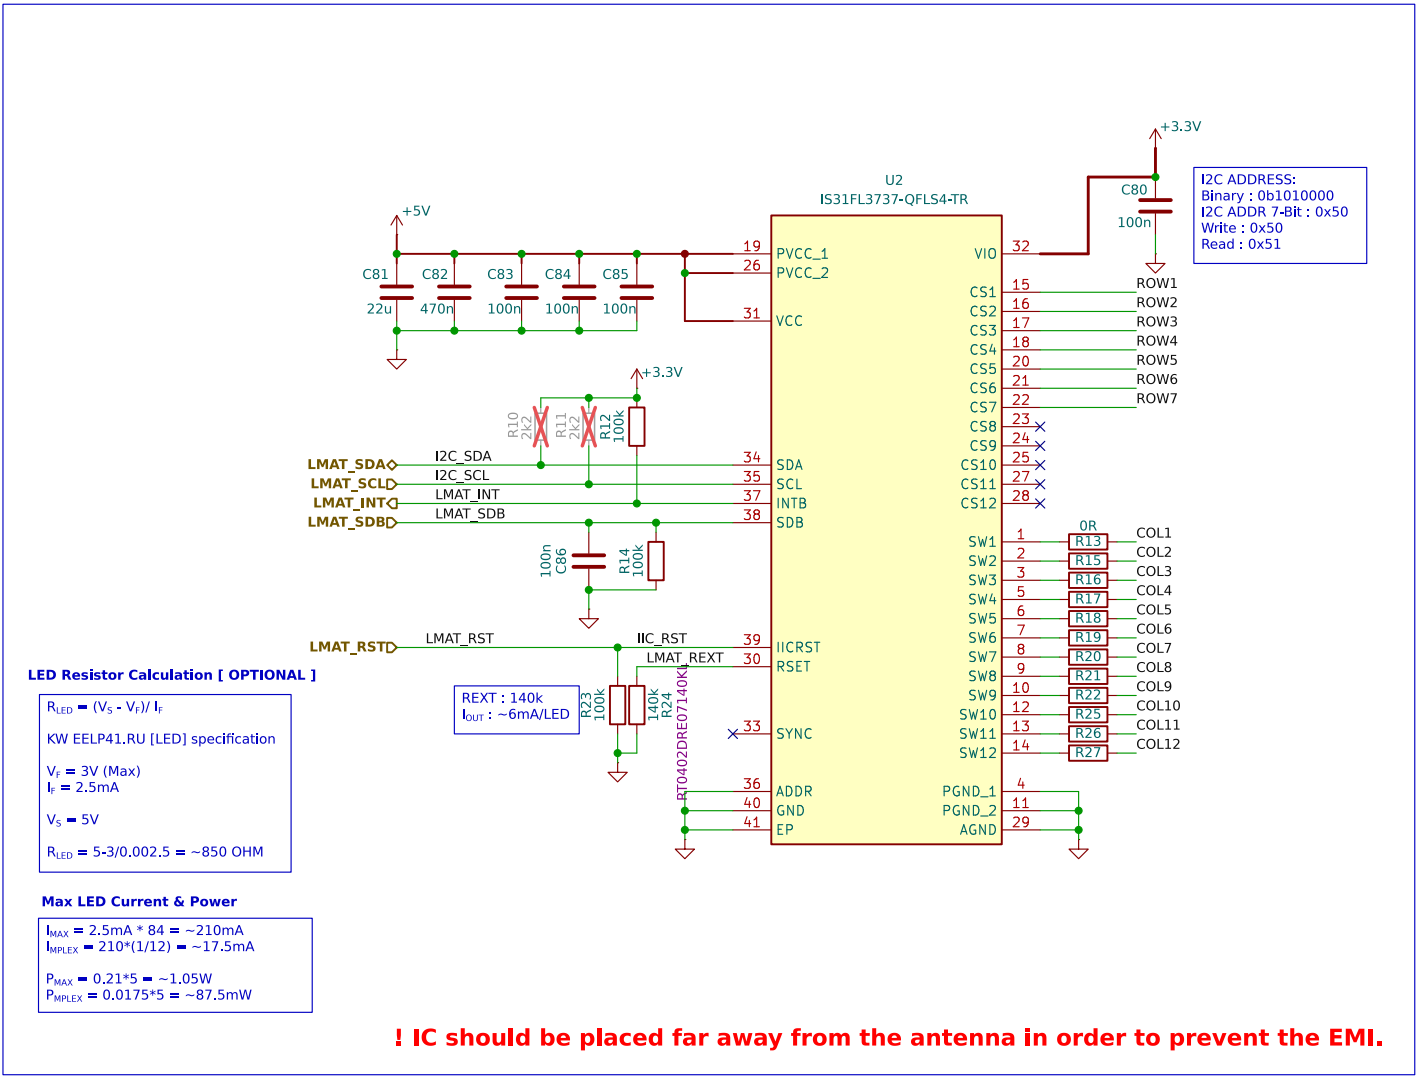 +3.3V
I2C ADDRESS:
Binary : 0b1010000
I2C ADDR 7-Bit : 0x50
Write : 0x50
Read : 0x51
C80
100n
U2
IS31FL3737-QFLS4-TR
+5V
C81
22u
C82
470n
C83
100n
C84
100n
C85
100n
19 PVCC_1
26 PVCC_2
31 VCC
VIO 32
CS1 15 ROW1
CS2 16 ROW2
CS3 17 ROW3
CS4 18 ROW4
CS5 20 ROW5
CS6 21 ROW6
CS7 22 ROW7
CS8 23
CS9 24
CS10 25
CS11 27
CS12 28
+3.3V
R10
2k2
R11
2k2
R12
100k
LMAT_SDA I2C_SDA 34 SDA
LMAT_SCL I2C_SCL 35 SCL
LMAT_INT LMAT_INT 37 INTB
LMAT_SDB LMAT_SDB 38 SDB
100n
C86
R14
100k
0R
SW1 1 R13 COL1
SW2 2 R15 COL2
SW3 3 R16 COL3
SW4 5 R17 COL4
SW5 6 R18 COL5
SW6 7 R19 COL6
SW7 8 R20 COL7
SW8 9 R21 COL8
SW9 10 R22 COL9
SW10 12 R25 COL10
SW11 13 R26 COL11
SW12 14 R27 COL12
LMAT_RST LMAT_RST IIC_RST 39 IICRST
LMAT_REXT 30 RSET
R23
100k
140k
R24
RT0402DRE07140KL
REXT : 140k
IOUT : ~6mA/LED
33 SYNC
36 ADDR
40 GND
41 EP
PGND_1 4
PGND_2 11
AGND 29
LED Resistor Calculation [ OPTIONAL ]
RLED = (VS - VF)/ IF
KW EELP41.RU [LED] specification
VF = 3V (Max)
IF = 2.5mA
VS = 5V
RLED = 5-3/0.002.5 = ~850 OHM
Max LED Current & Power
IMAX = 2.5mA * 84 = ~210mA
IMPLEX = 210*(1/12) = ~17.5mA
PMAX = 0.21*5 = ~1.05W
PMPLEX = 0.0175*5 = ~87.5mW
! IC should be placed far away from the antenna in order to prevent the EMI.